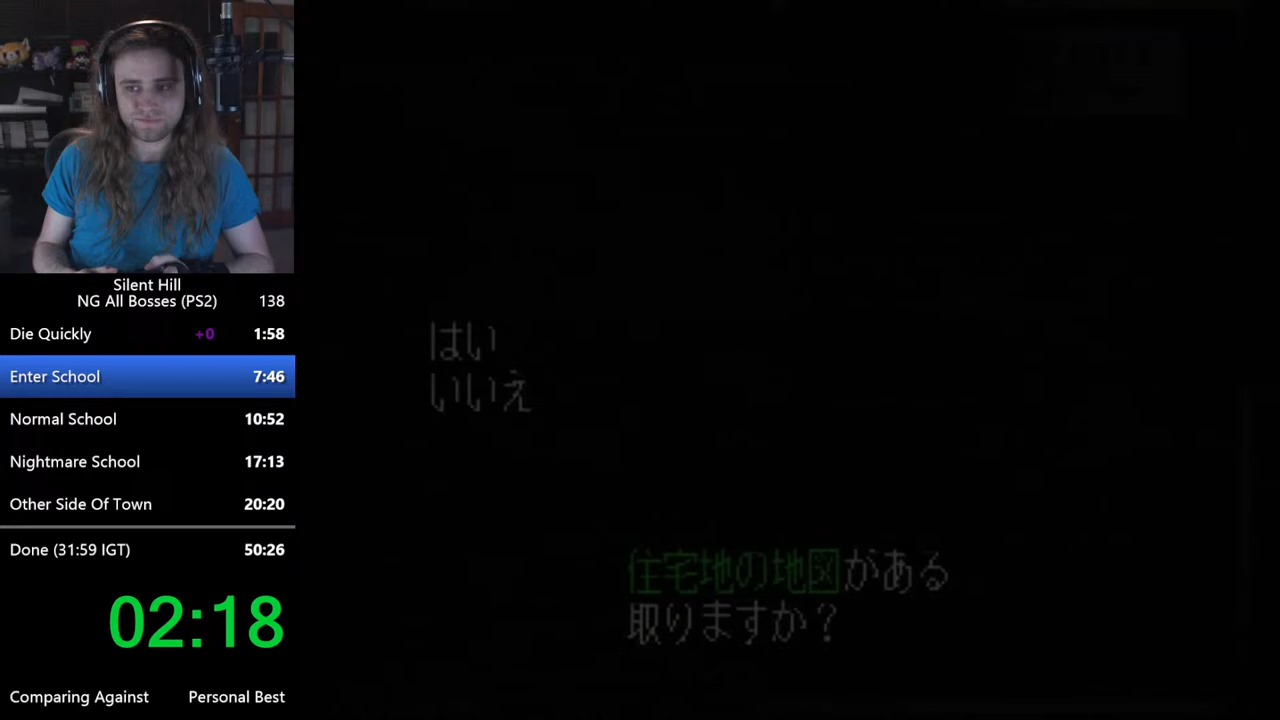 Silent Hill
NG All Bosses (PS2) 138
Die Quickly +0 1:58
Enter School 7:46
Normal School 10:52
Nightmare School 17:13
Other Side Of Town 20:20
Done (31:59 IGT) 50:26
02:18
Comparing Against Personal Best
はい
いいえ
住宅地の地図がある
取りますか？